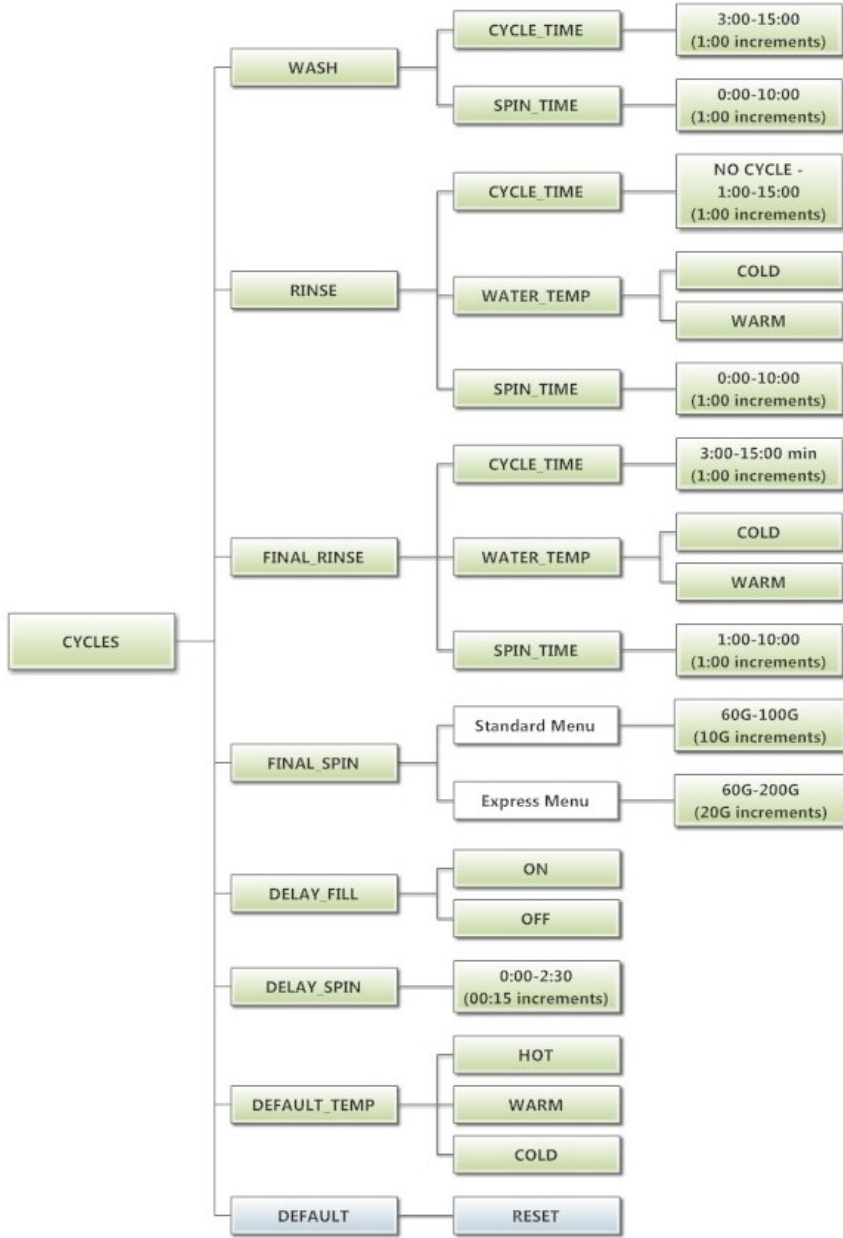 CYCLES
WASH
CYCLE_TIME
3:00-15:00
(1:00 increments)
SPIN_TIME
0:00-10:00
(1:00 increments)
RINSE
CYCLE_TIME
NO CYCLE -
1:00-15:00
(1:00 increments)
WATER_TEMP
COLD
WARM
SPIN_TIME
0:00-10:00
(1:00 increments)
FINAL_RINSE
CYCLE_TIME
3:00-15:00 min
(1:00 increments)
WATER_TEMP
COLD
WARM
SPIN_TIME
1:00-10:00
(1:00 increments)
FINAL_SPIN
Standard Menu
60G-100G
(10G increments)
Express Menu
60G-200G
(20G increments)
DELAY_FILL
ON
OFF
DELAY_SPIN
0:00-2:30
(00:15 increments)
DEFAULT_TEMP
HOT
WARM
COLD
DEFAULT
RESET